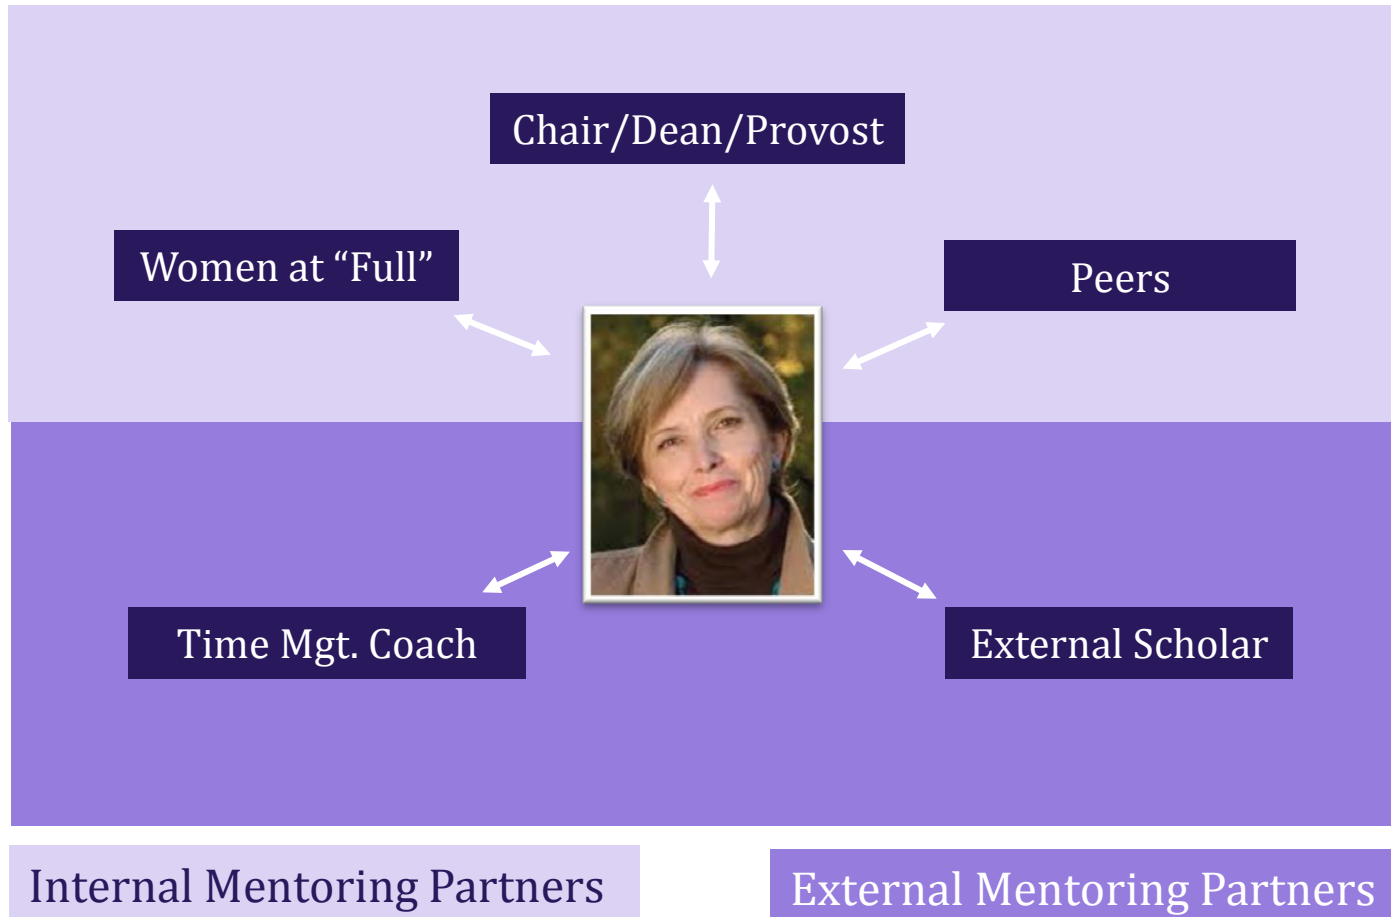 Chair/Dean/Provost
Women at “Full”
Peers
Time Mgt. Coach
External Scholar
Internal Mentoring Partners
External Mentoring Partners